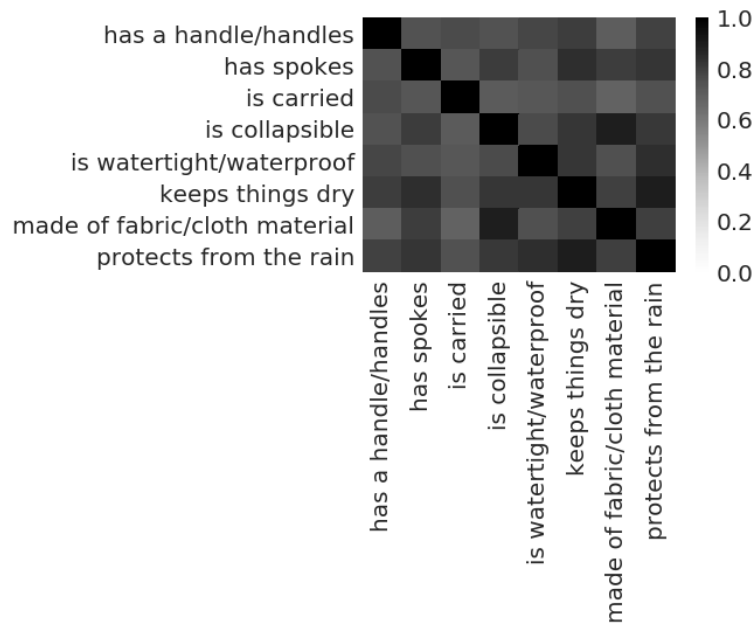 has a handle/handles
has spokes
is carried
is collapsible
is watertight/waterproof
keeps things dry
made of fabric/cloth material
protects from the rain
1.0
0.8
0.6
0.4
0.2
0.0
has a handle/handles
has spokes
is carried
is collapsible
is watertight/waterproof
keeps things dry
made of fabric/cloth material
protects from the rain